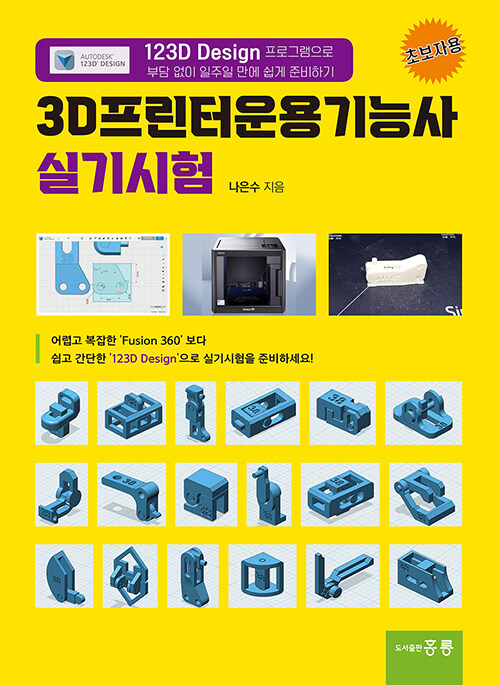 AUTODESK®
123D® DESIGN
123D Design 프로그램으로
부담 없이 일주일 만에 쉽게 준비하기
초보자용
3D프린터운용기능사
실기시험
나은수 지음
어렵고 복잡한 'Fusion 360' 보다
쉽고 간단한 '123D Design'으로 실기시험을 준비하세요!
도서출판 홍릉